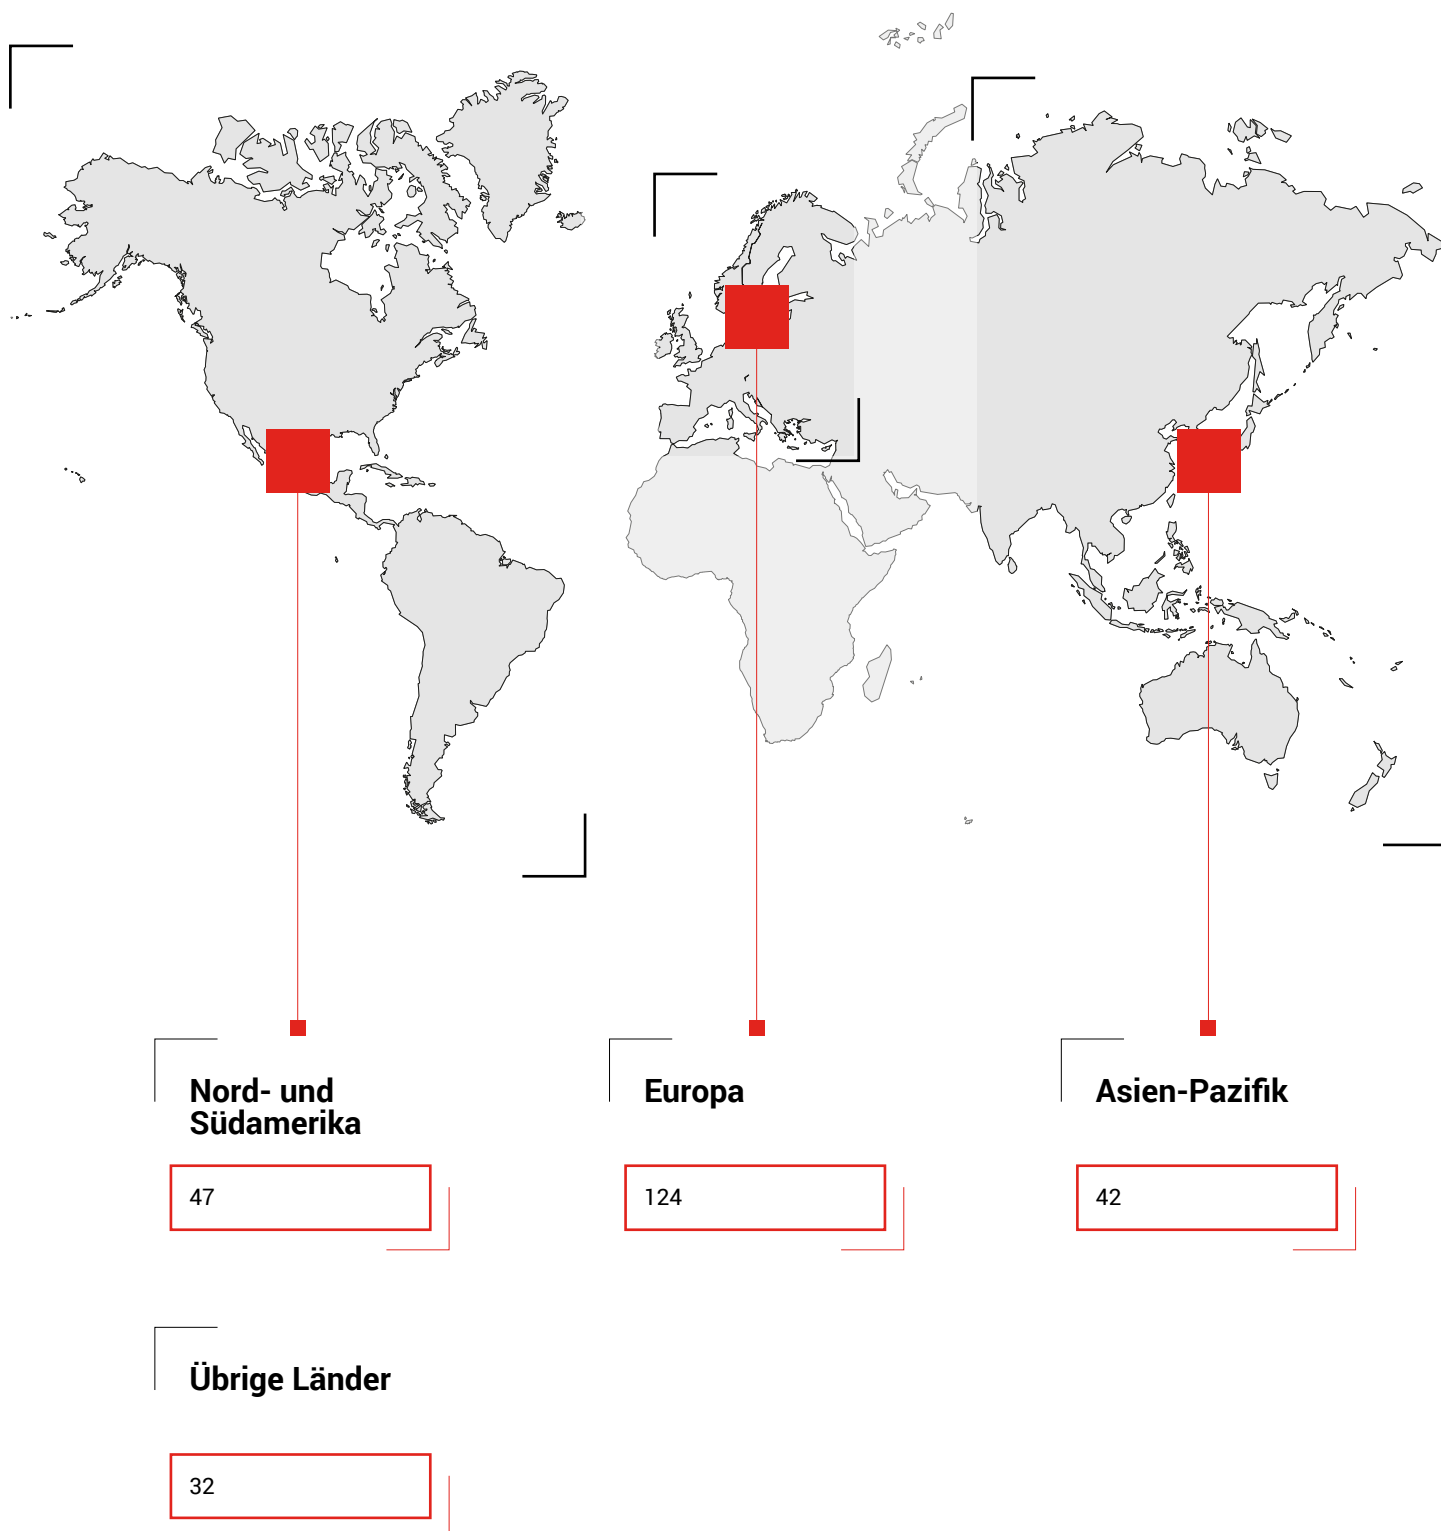 Nord- und
Südamerika
47
Europa
124
Asien-Pazifik
42
Übrige Länder
32